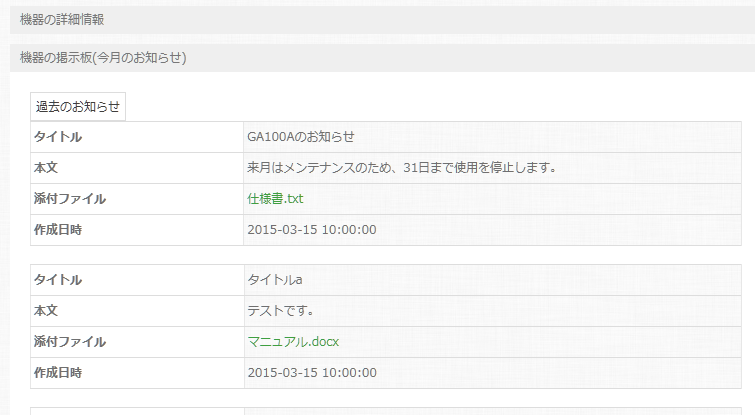 機器の詳細情報
機器の掲示板(今月のお知らせ)
過去のお知らせ
タイトル GA100Aのお知らせ
本文 来月はメンテナンスのため、31日まで使用を停止します。
添付ファイル 仕様書.txt
作成日時 2015-03-15 10:00:00
タイトル タイトルa
本文 テストです。
添付ファイル マニュアル.docx
作成日時 2015-03-15 10:00:00